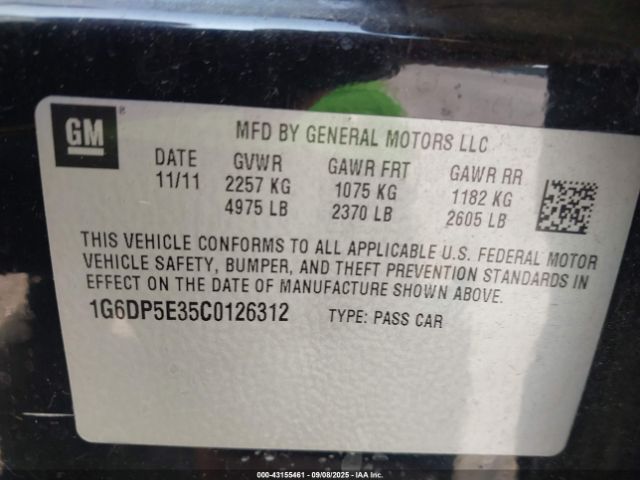 GM ®
MFD BY GENERAL MOTORS LLC
DATE GVWR GAWR FRT GAWR RR
11/11 2257 KG 1075 KG 1182 KG
4975 LB 2370 LB 2605 LB
THIS VEHICLE CONFORMS TO ALL APPLICABLE U.S. FEDERAL MOTOR
VEHICLE SAFETY, BUMPER, AND THEFT PREVENTION STANDARDS IN
EFFECT ON THE DATE OF MANUFACTURE SHOWN ABOVE.
1G6DP5E35C0126312 TYPE: PASS CAR
000-43155461 - 09/08/2025 - IAA Inc.